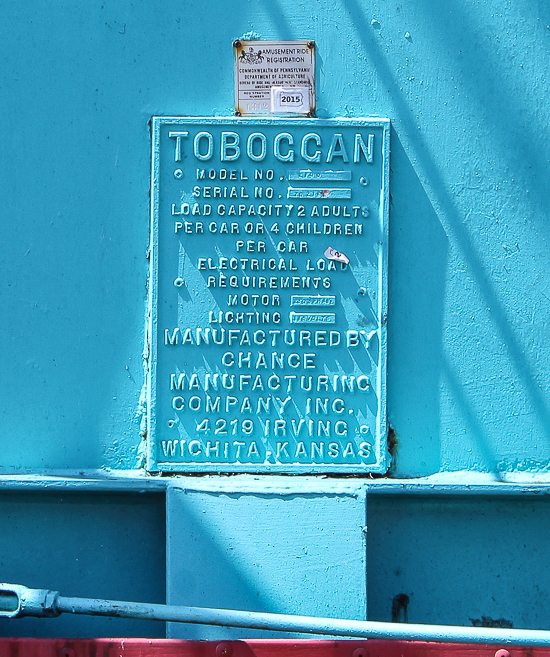 AMUSEMENT RIDE
REGISTRATION
COMMONWEALTH OF PENNSYLVANIA
DEPARTMENT OF AGRICULTURE
2015
TOBOGGAN
MODEL NO.
SERIAL NO.
LOAD CAPACITY 2 ADULTS
PER CAR OR 4 CHILDREN
PER CAR
ELECTRICAL LOAD
REQUIREMENTS
MOTOR
LIGHTING
MANUFACTURED BY
CHANCE
MANUFACTURING
COMPANY INC.
4219 IRVING
WICHITA, KANSAS